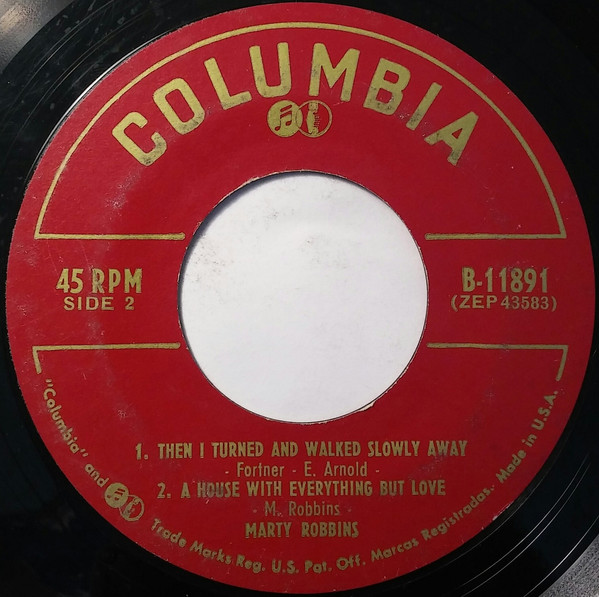 COLUMBIA
45 RPM
SIDE 2
B-11891
(ZEP 43583)
1. THEN I TURNED AND WALKED SLOWLY AWAY
- Fortner - E. Arnold -
2. A HOUSE WITH EVERYTHING BUT LOVE
- M. Robbins -
MARTY ROBBINS
"Columbia" and Trade Marks Reg. U.S. Pat. Off. Marcas Registradas. Made in U.S.A.